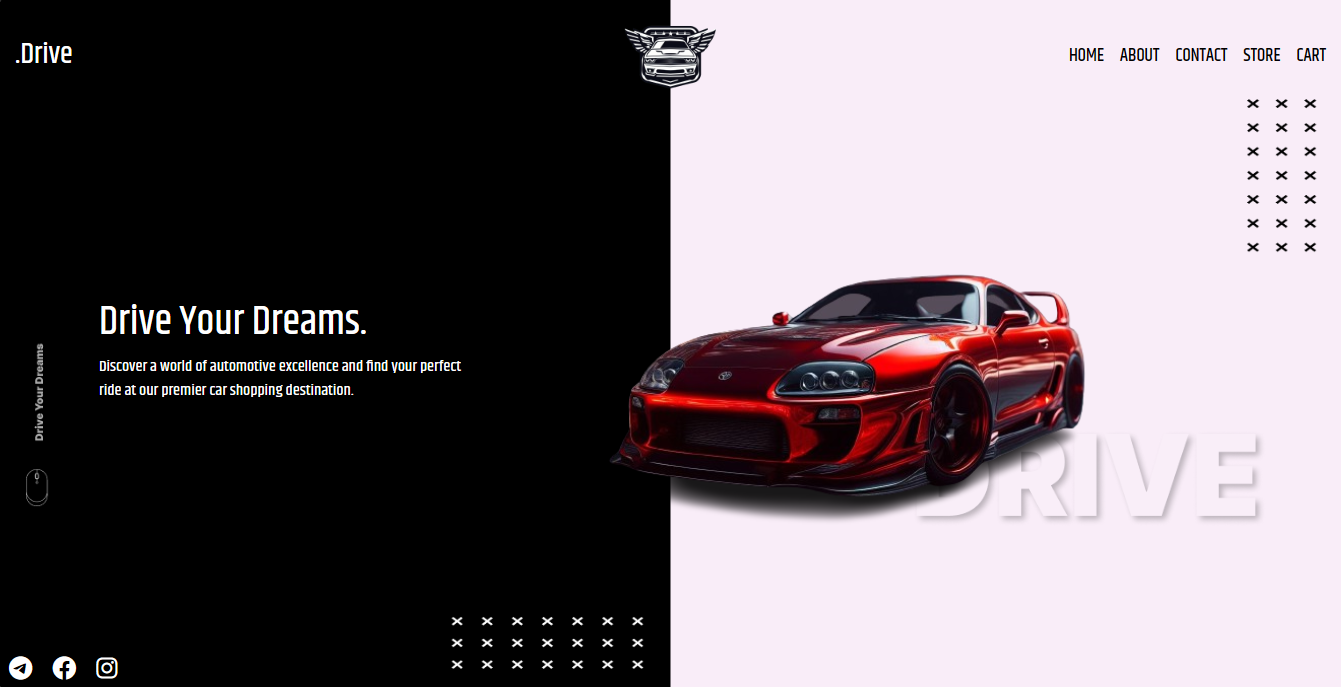 .Drive
HOME ABOUT CONTACT STORE CART
Drive Your Dreams.
Discover a world of automotive excellence and find your perfect
ride at our premier car shopping destination.
Drive Your Dreams
DRIVE